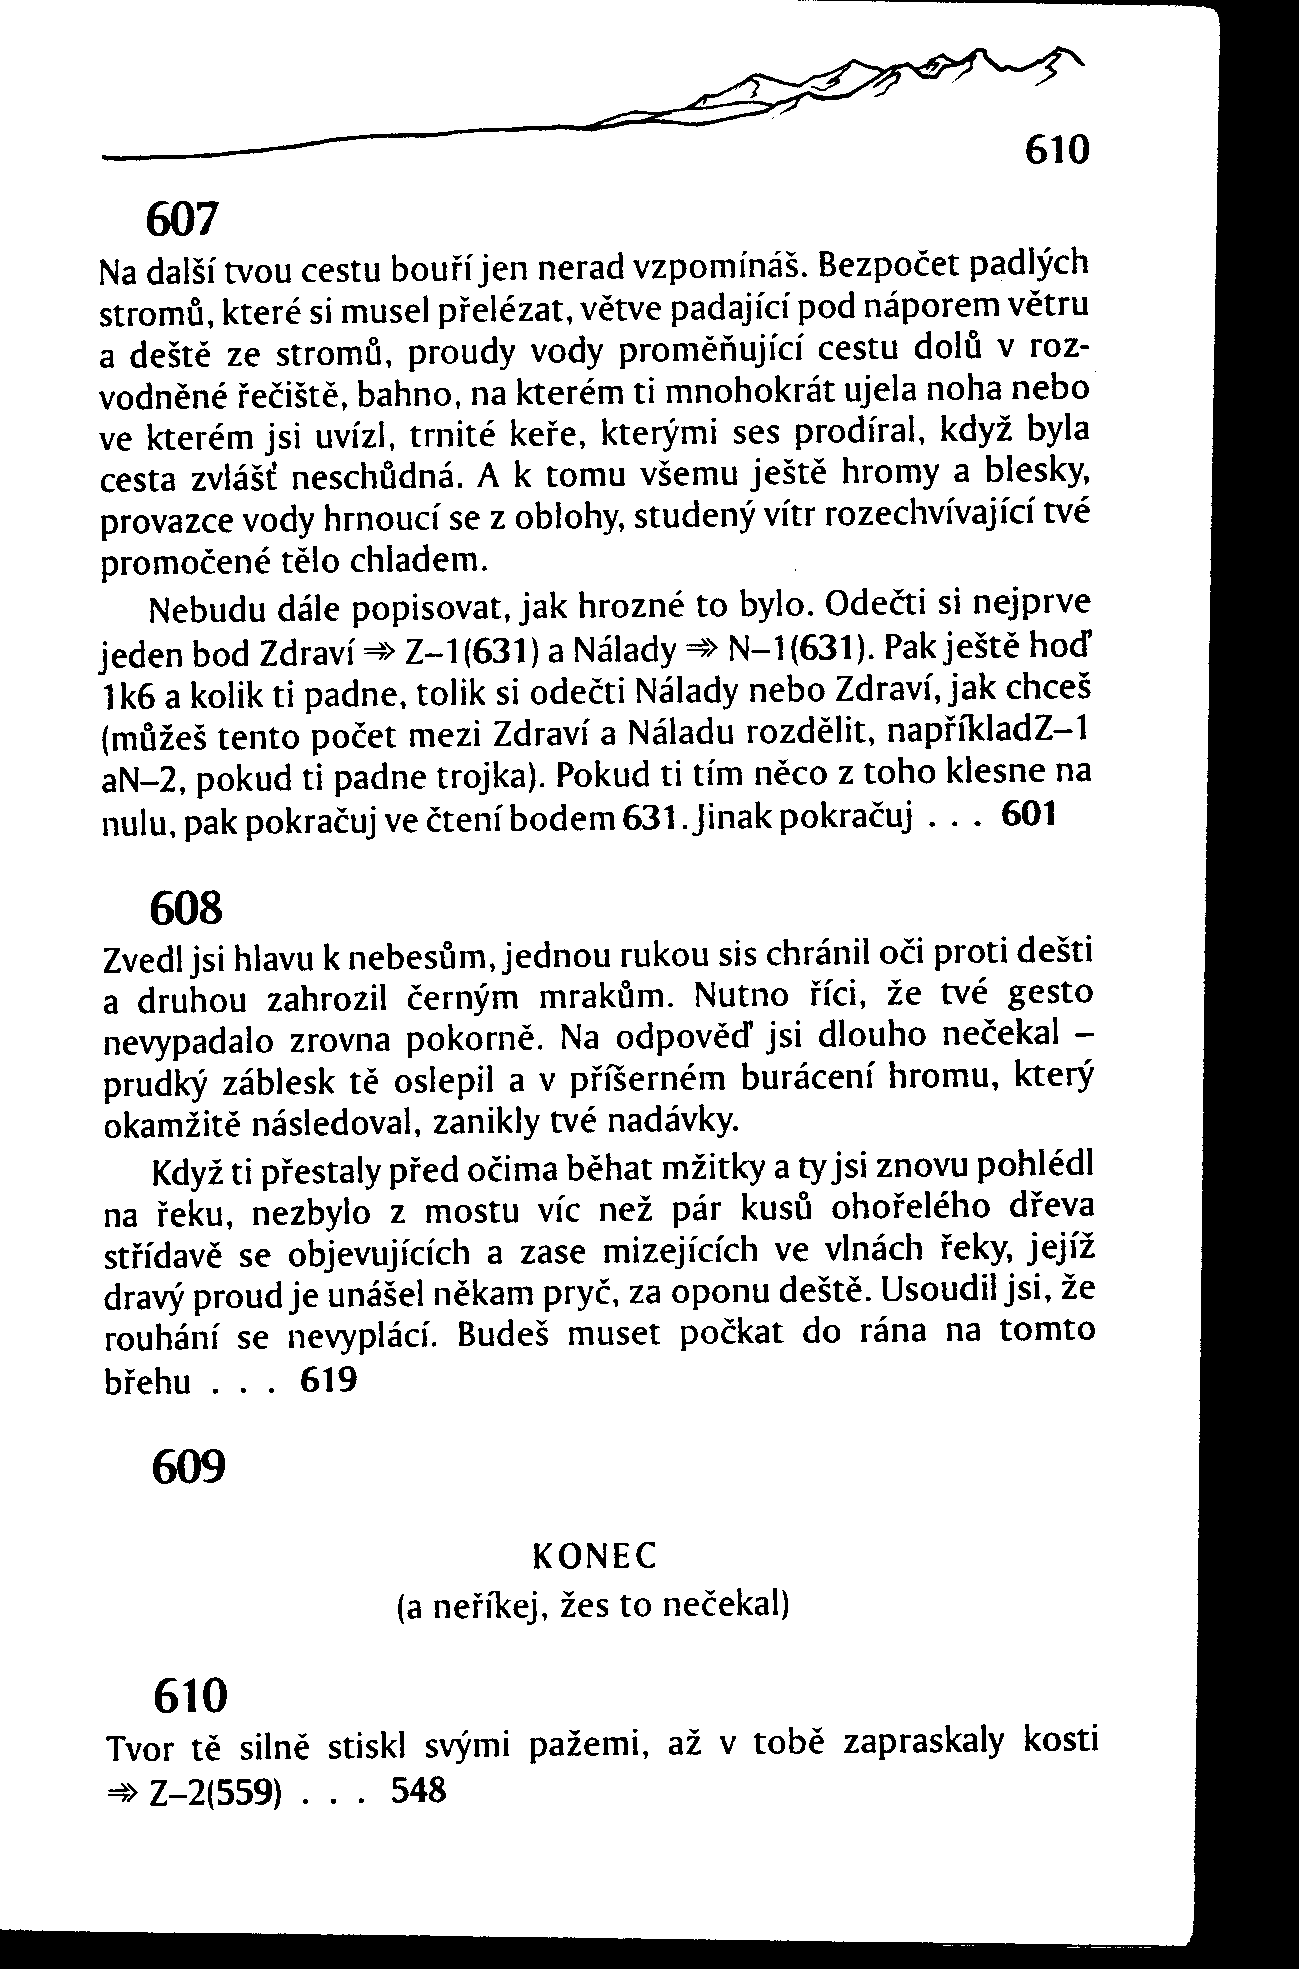 610
607
Na další tvou cestu bouří jen nerad vzpomínáš. Bezpočet padlých
stromů, které si musel přelézat, větve padající pod náporem větru
a deště ze stromů, proudy vody proměňující cestu dolů v roz-
vodněné řečiště, bahno, na kterém ti mnohokrát ujela noha nebo
ve kterém jsi uvízl, trnité keře, kterými ses prodíral, když byla
cesta zvlášť neschůdná. A k tomu všemu ještě hromy a blesky,
provazce vody hrnoucí se z oblohy, studený vítr rozechvívající tvé
promočené tělo chladem.
Nebudu dále popisovat, jak hrozné to bylo. Odečti si nejprve
jeden bod Zdraví ⇒ Z–1(631) a Nálady ⇒ N–1(631). Pak ještě hoď
1k6 a kolik ti padne, tolik si odečti Nálady nebo Zdraví, jak chceš
(můžeš tento počet mezi Zdraví a Náladu rozdělit, napříkladZ–1
aN–2, pokud ti padne trojka). Pokud ti tím něco z toho klesne na
nulu, pak pokračuj ve čtení bodem 631. Jinak pokračuj . . . 601
608
Zvedl jsi hlavu k nebesům, jednou rukou sis chránil oči proti dešti
a druhou zahrozil černým mrakům. Nutno říci, že tvé gesto
nevypadalo zrovna pokorně. Na odpověď jsi dlouho nečekal –
prudký záblesk tě oslepil a v příšerném burácení hromu, který
okamžitě následoval, zanikly tvé nadávky.
Když ti přestaly před očima běhat mžitky a ty jsi znovu pohlédl
na řeku, nezbylo z mostu víc než pár kusů ohořelého dřeva
střídavě se objevujících a zase mizejících ve vlnách řeky, jejíž
dravý proud je unášel někam pryč, za oponu deště. Usoudil jsi, že
rouhání se nevyplácí. Budeš muset počkat do rána na tomto
břehu . . . 619
609
KONEC
(a neříkej, žes to nečekal)
610
Tvor tě silně stiskl svými pažemi, až v tobě zapraskaly kosti
⇒ Z–2(559) . . . 548